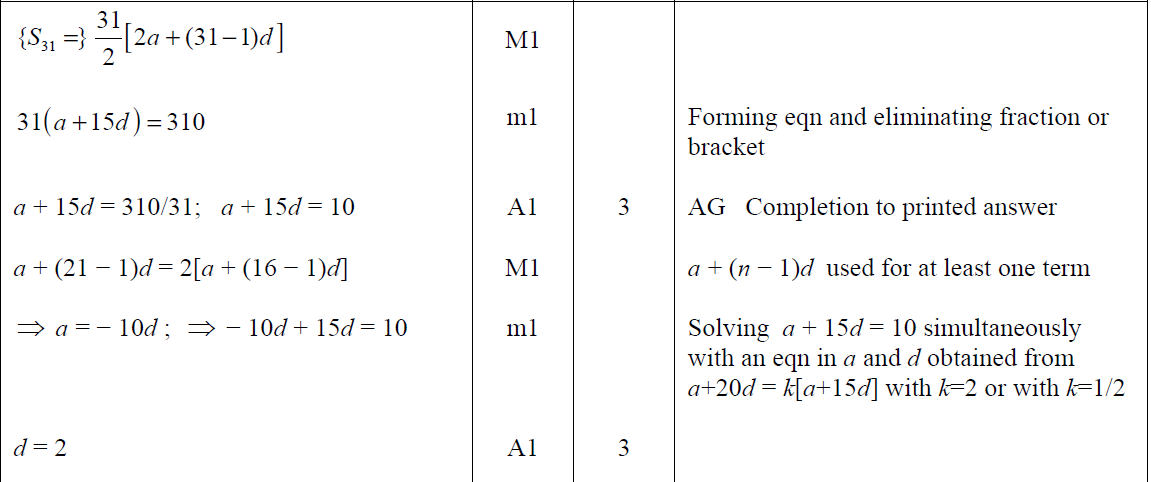 {S₃₁ =} 31/2 [2a + (31 – 1)d] M1
31(a + 15d) = 310 m1 Forming eqn and eliminating fraction or
bracket
a + 15d = 310/31; a + 15d = 10 A1 3 AG Completion to printed answer
a + (21 – 1)d = 2[a + (16 – 1)d] M1 a + (n – 1)d used for at least one term
⇒ a = – 10d ; ⇒ – 10d + 15d = 10 m1 Solving a + 15d = 10 simultaneously
with an eqn in a and d obtained from
a+20d = k[a+15d] with k=2 or with k=1/2
d = 2 A1 3